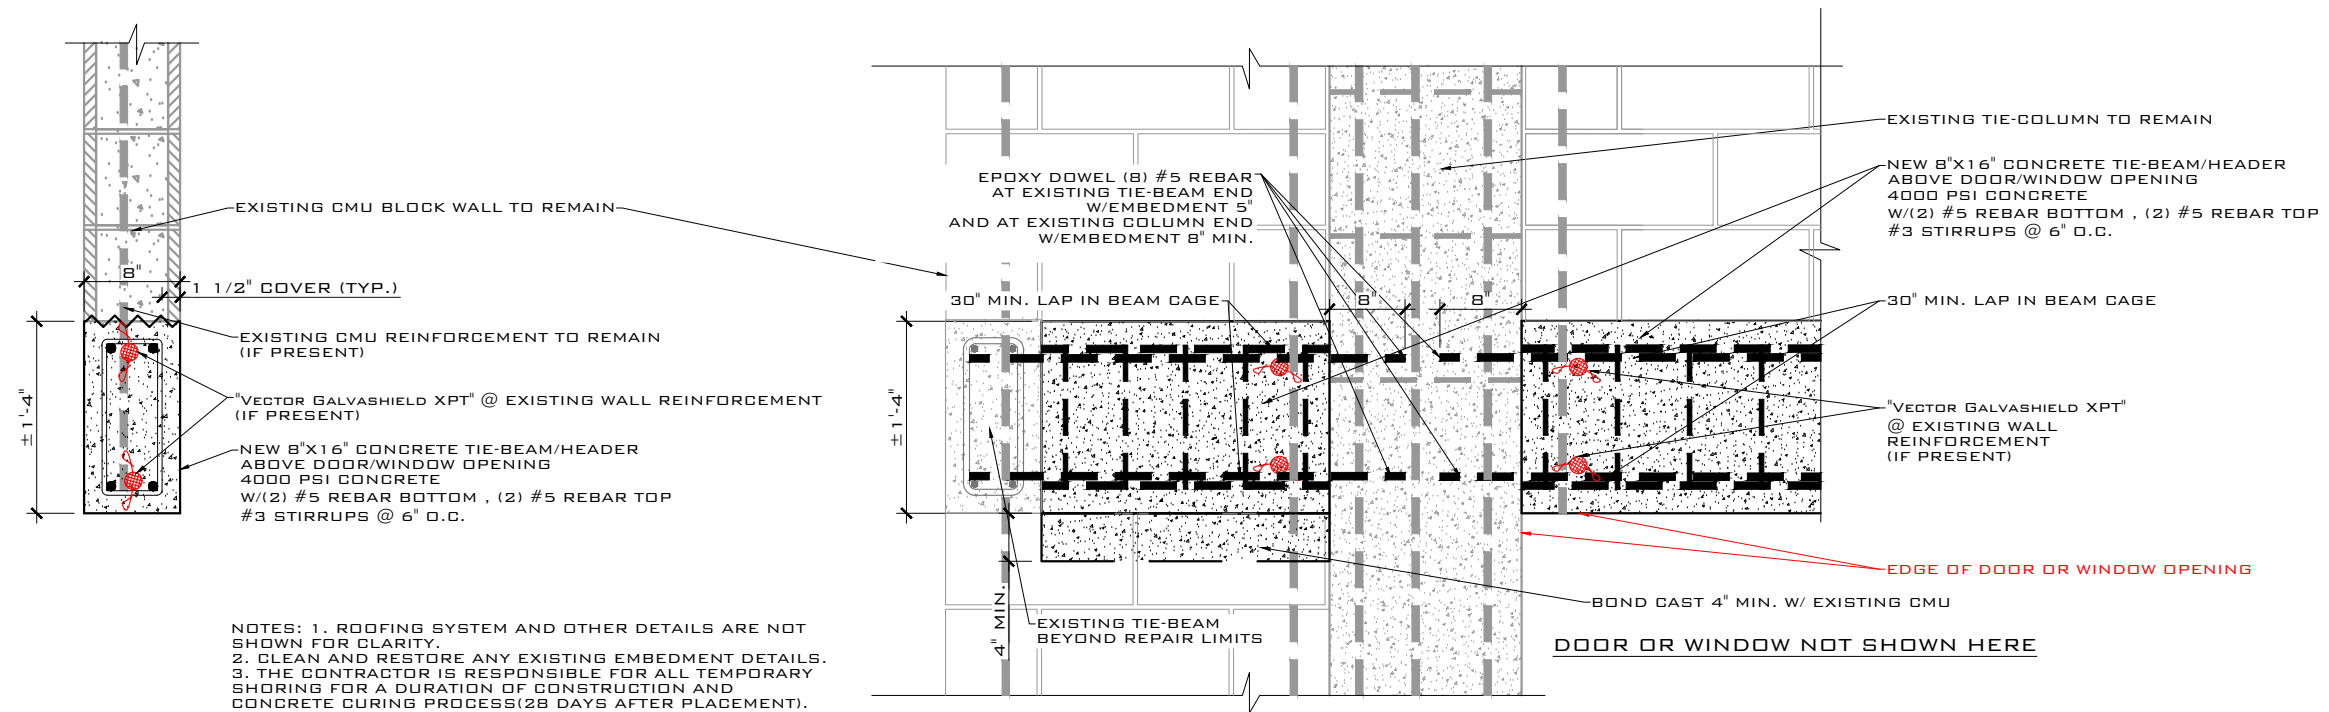 EXISTING CMU BLOCK WALL TO REMAIN
8"
1 1/2" COVER (TYP.)
EXISTING CMU REINFORCEMENT TO REMAIN
(IF PRESENT)
±1'-4"
"Vector Galvashield XPT" @ EXISTING WALL REINFORCEMENT
(IF PRESENT)
NEW 8"X16" CONCRETE TIE-BEAM/HEADER
ABOVE DOOR/WINDOW OPENING
4000 PSI CONCRETE
W/(2) #5 REBAR BOTTOM , (2) #5 REBAR TOP
#3 STIRRUPS @ 6" O.C.
NOTES: 1. ROOFING SYSTEM AND OTHER DETAILS ARE NOT
SHOWN FOR CLARITY.
2. CLEAN AND RESTORE ANY EXISTING EMBEDMENT DETAILS.
3. THE CONTRACTOR IS RESPONSIBLE FOR ALL TEMPORARY
SHORING FOR A DURATION OF CONSTRUCTION AND
CONCRETE CURING PROCESS(28 DAYS AFTER PLACEMENT).
EPOXY DOWEL (8) #5 REBAR
AT EXISTING TIE-BEAM END
W/EMBEDMENT 5"
AND AT EXISTING COLUMN END
W/EMBEDMENT 8" MIN.
30" MIN. LAP IN BEAM CAGE
8"
8"
±1'-4"
4" MIN.
EXISTING TIE-BEAM
BEYOND REPAIR LIMITS
EXISTING TIE-COLUMN TO REMAIN
NEW 8"X16" CONCRETE TIE-BEAM/HEADER
ABOVE DOOR/WINDOW OPENING
4000 PSI CONCRETE
W/(2) #5 REBAR BOTTOM , (2) #5 REBAR TOP
#3 STIRRUPS @ 6" O.C.
30" MIN. LAP IN BEAM CAGE
"Vector Galvashield XPT"
@ EXISTING WALL
REINFORCEMENT
(IF PRESENT)
EDGE OF DOOR OR WINDOW OPENING
BOND CAST 4" MIN. W/ EXISTING CMU
DOOR OR WINDOW NOT SHOWN HERE